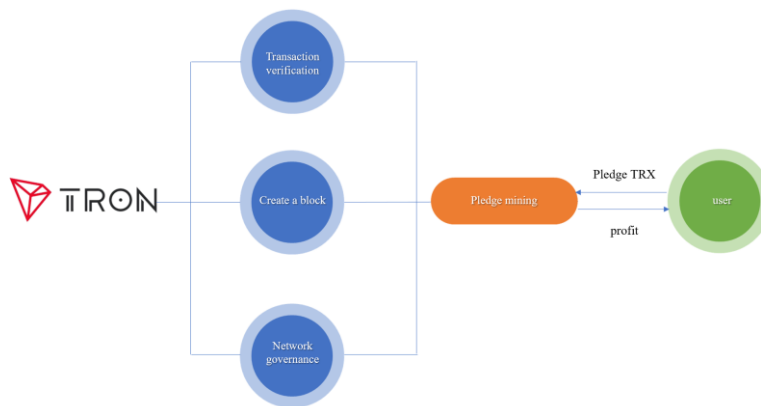 Transaction
verification
TRON
Create a block
Pledge mining
Pledge TRX
profit
user
Network
governance